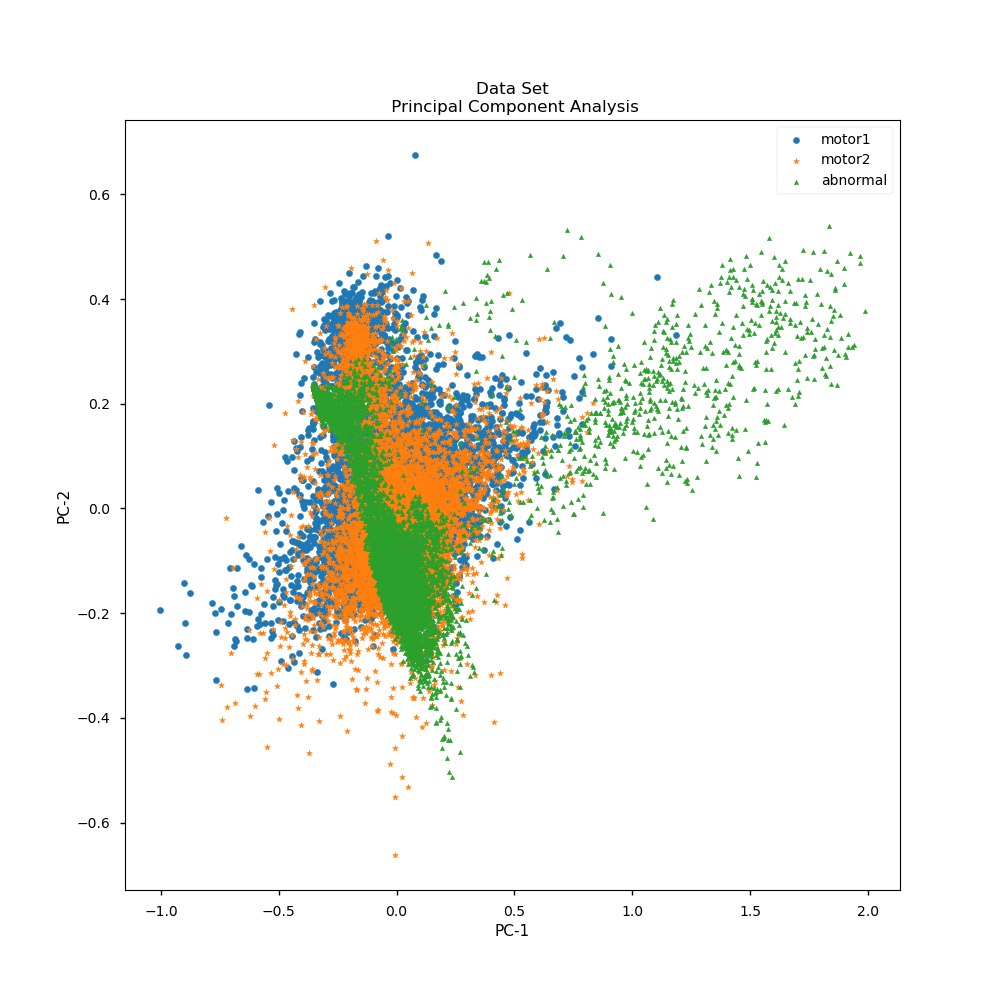 Data Set
Principal Component Analysis
motor1
motor2
abnormal
0.6
0.4
0.2
0.0
−0.2
−0.4
−0.6
PC-2
−1.0
−0.5
0.0
0.5
1.0
1.5
2.0
PC-1